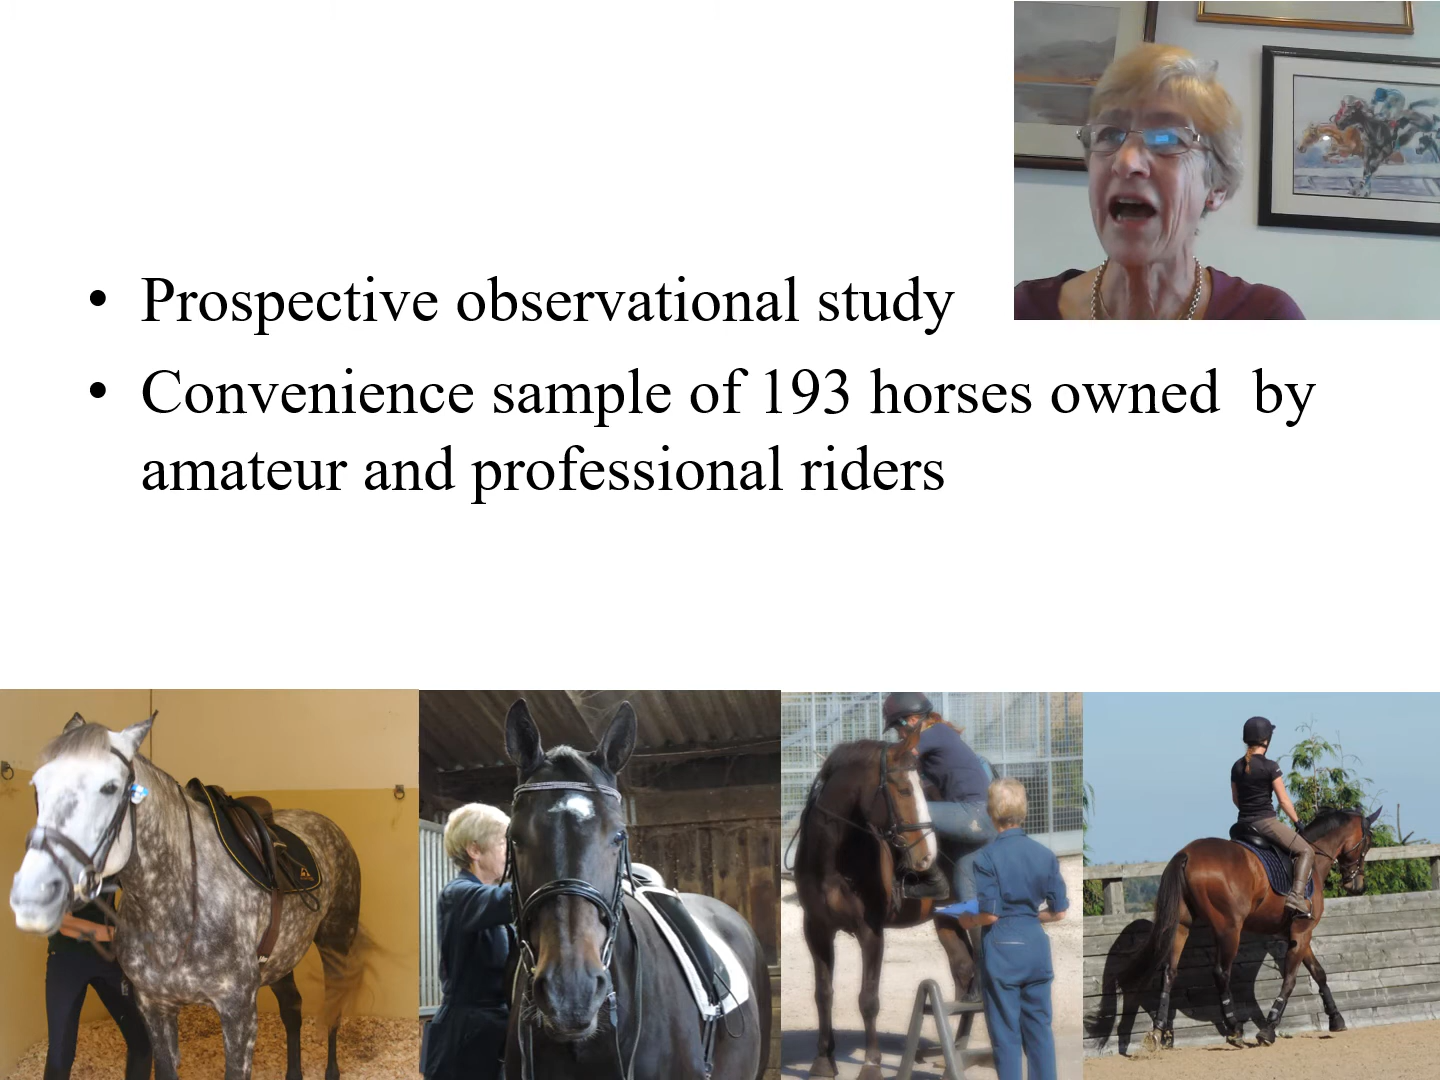 • Prospective observational study
• Convenience sample of 193 horses owned  by
amateur and professional riders